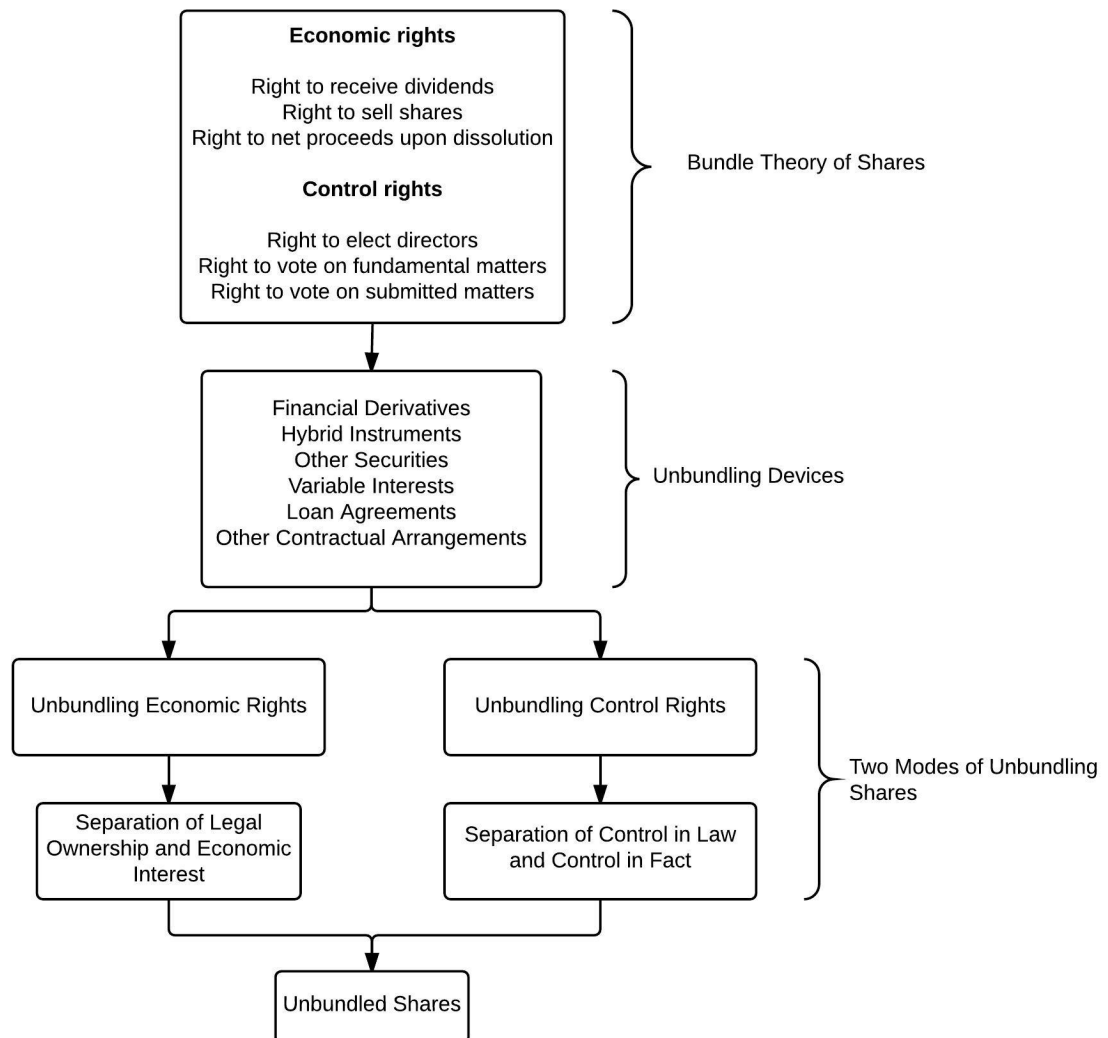 Economic rights
Right to receive dividends
Right to sell shares
Right to net proceeds upon dissolution
Control rights
Right to elect directors
Right to vote on fundamental matters
Right to vote on submitted matters
Bundle Theory of Shares
Financial Derivatives
Hybrid Instruments
Other Securities
Variable Interests
Loan Agreements
Other Contractual Arrangements
Unbundling Devices
Unbundling Economic Rights
Unbundling Control Rights
Separation of Legal
Ownership and Economic
Interest
Separation of Control in Law
and Control in Fact
Two Modes of Unbundling
Shares
Unbundled Shares